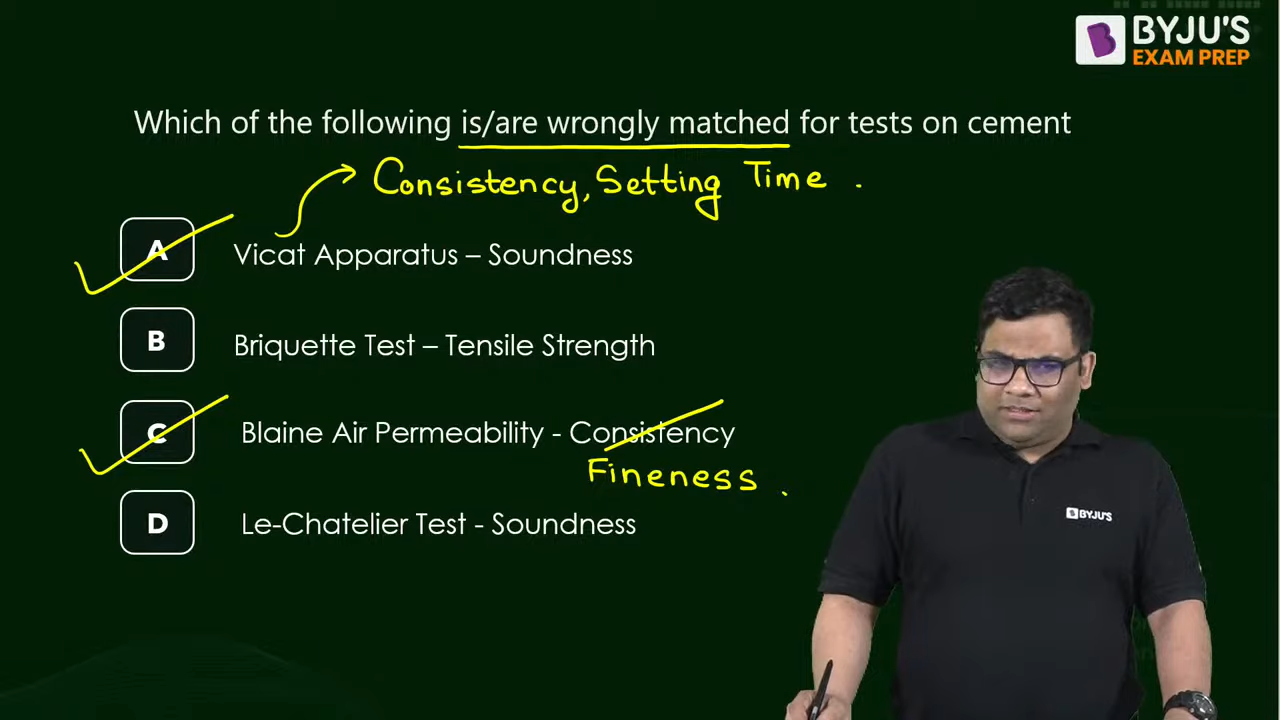 BYJU'S
EXAM PREP
Which of the following is/are wrongly matched for tests on cement
Consistency, Setting Time .
A Vicat Apparatus – Soundness
B Briquette Test – Tensile Strength
C Blaine Air Permeability - Consistency
Fineness .
D Le-Chatelier Test - Soundness
BYJU'S